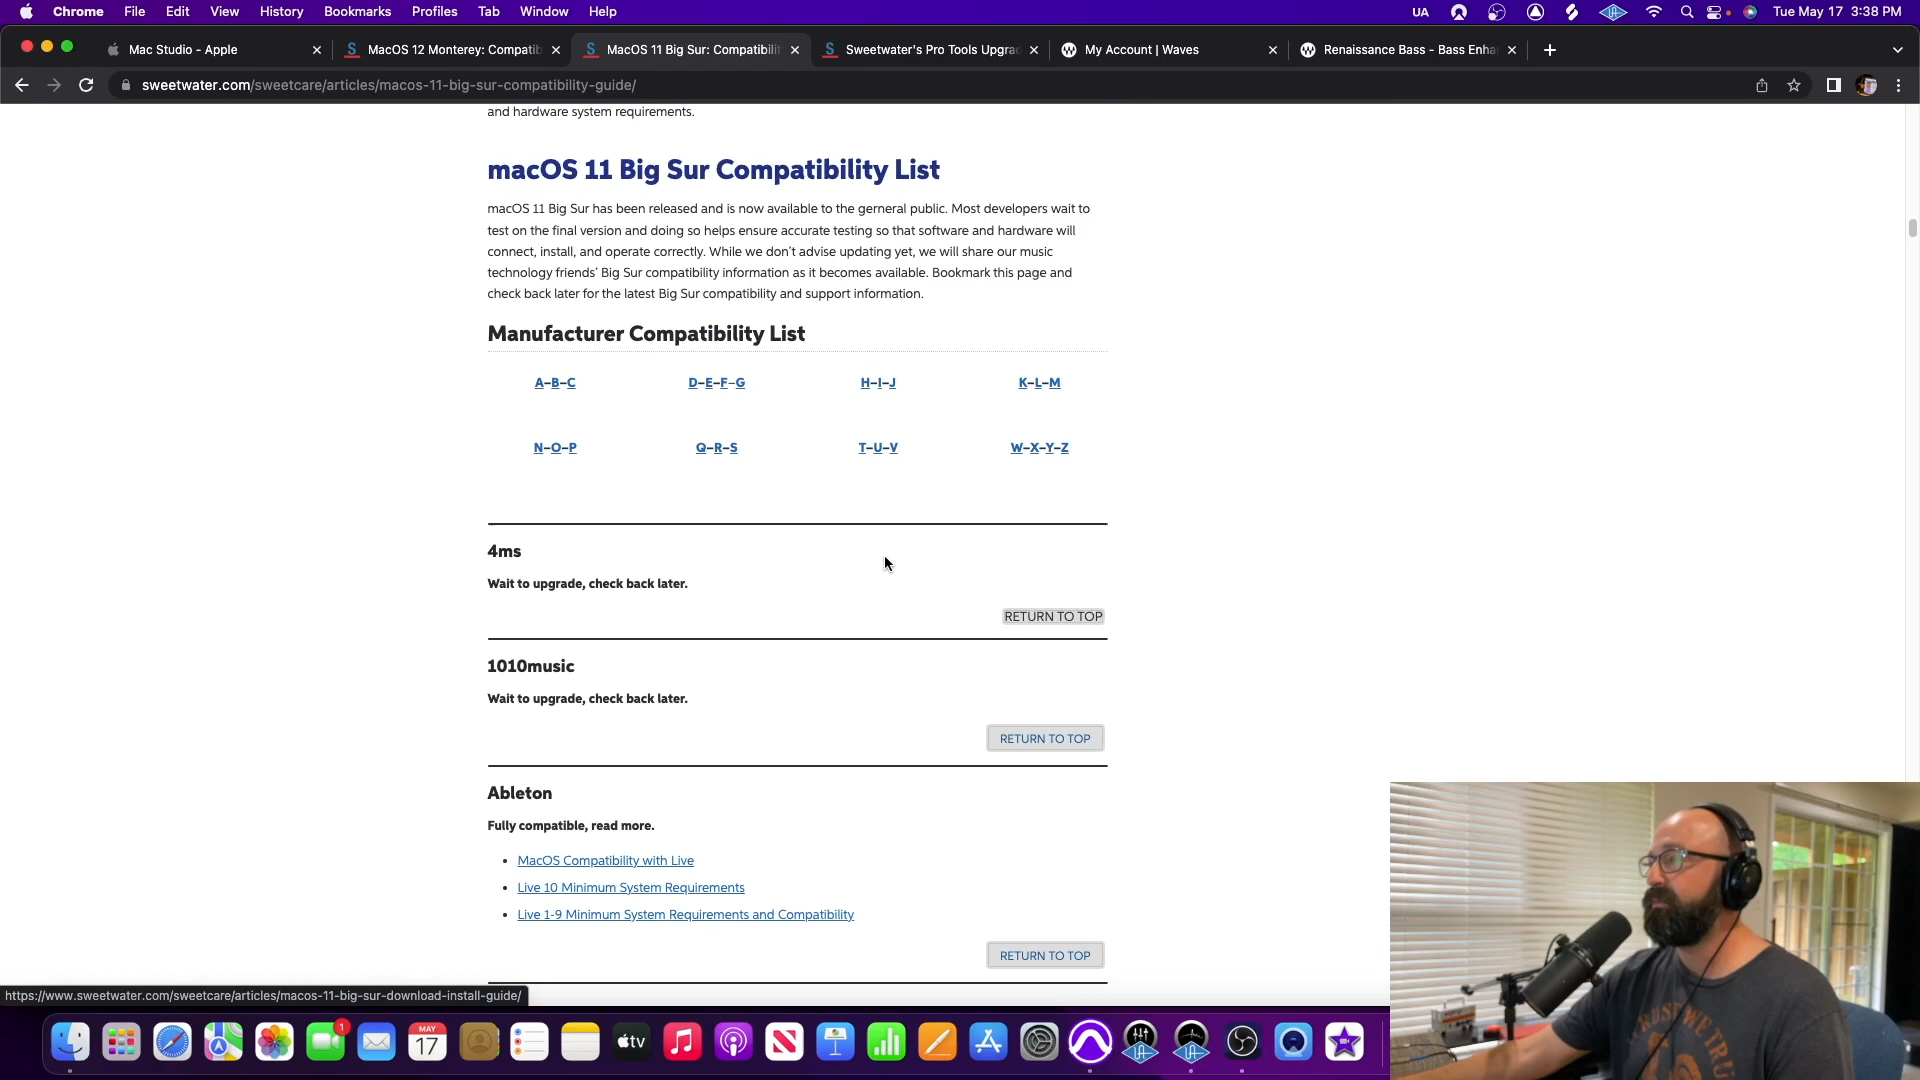 Chrome File Edit View History Bookmarks Profiles Tab Window Help UA Tue May 17 3:38 PM
Mac Studio - Apple MacOS 12 Monterey: Compatib MacOS 11 Big Sur: Compatibilit Sweetwater's Pro Tools Upgra My Account | Waves Renaissance Bass - Bass Enha
sweetwater.com/sweetcare/articles/macos-11-big-sur-compatibility-guide/
and hardware system requirements.
macOS 11 Big Sur Compatibility List
macOS 11 Big Sur has been released and is now available to the gerneral public. Most developers wait to
test on the final version and doing so helps ensure accurate testing so that software and hardware will
connect, install, and operate correctly. While we don't advise updating yet, we will share our music
technology friends' Big Sur compatibility information as it becomes available. Bookmark this page and
check back later for the latest Big Sur compatibility and support information.
Manufacturer Compatibility List
A–B–C D–E–F–G H–I–J K–L–M
N–O–P Q–R–S T–U–V W–X–Y–Z
4ms
Wait to upgrade, check back later.
RETURN TO TOP
1010music
Wait to upgrade, check back later.
RETURN TO TOP
Ableton
Fully compatible, read more.
• MacOS Compatibility with Live
• Live 10 Minimum System Requirements
• Live 1-9 Minimum System Requirements and Compatibility
RETURN TO TOP
https://www.sweetwater.com/sweetcare/articles/macos-11-big-sur-download-install-guide/
1
MAY
17
tv